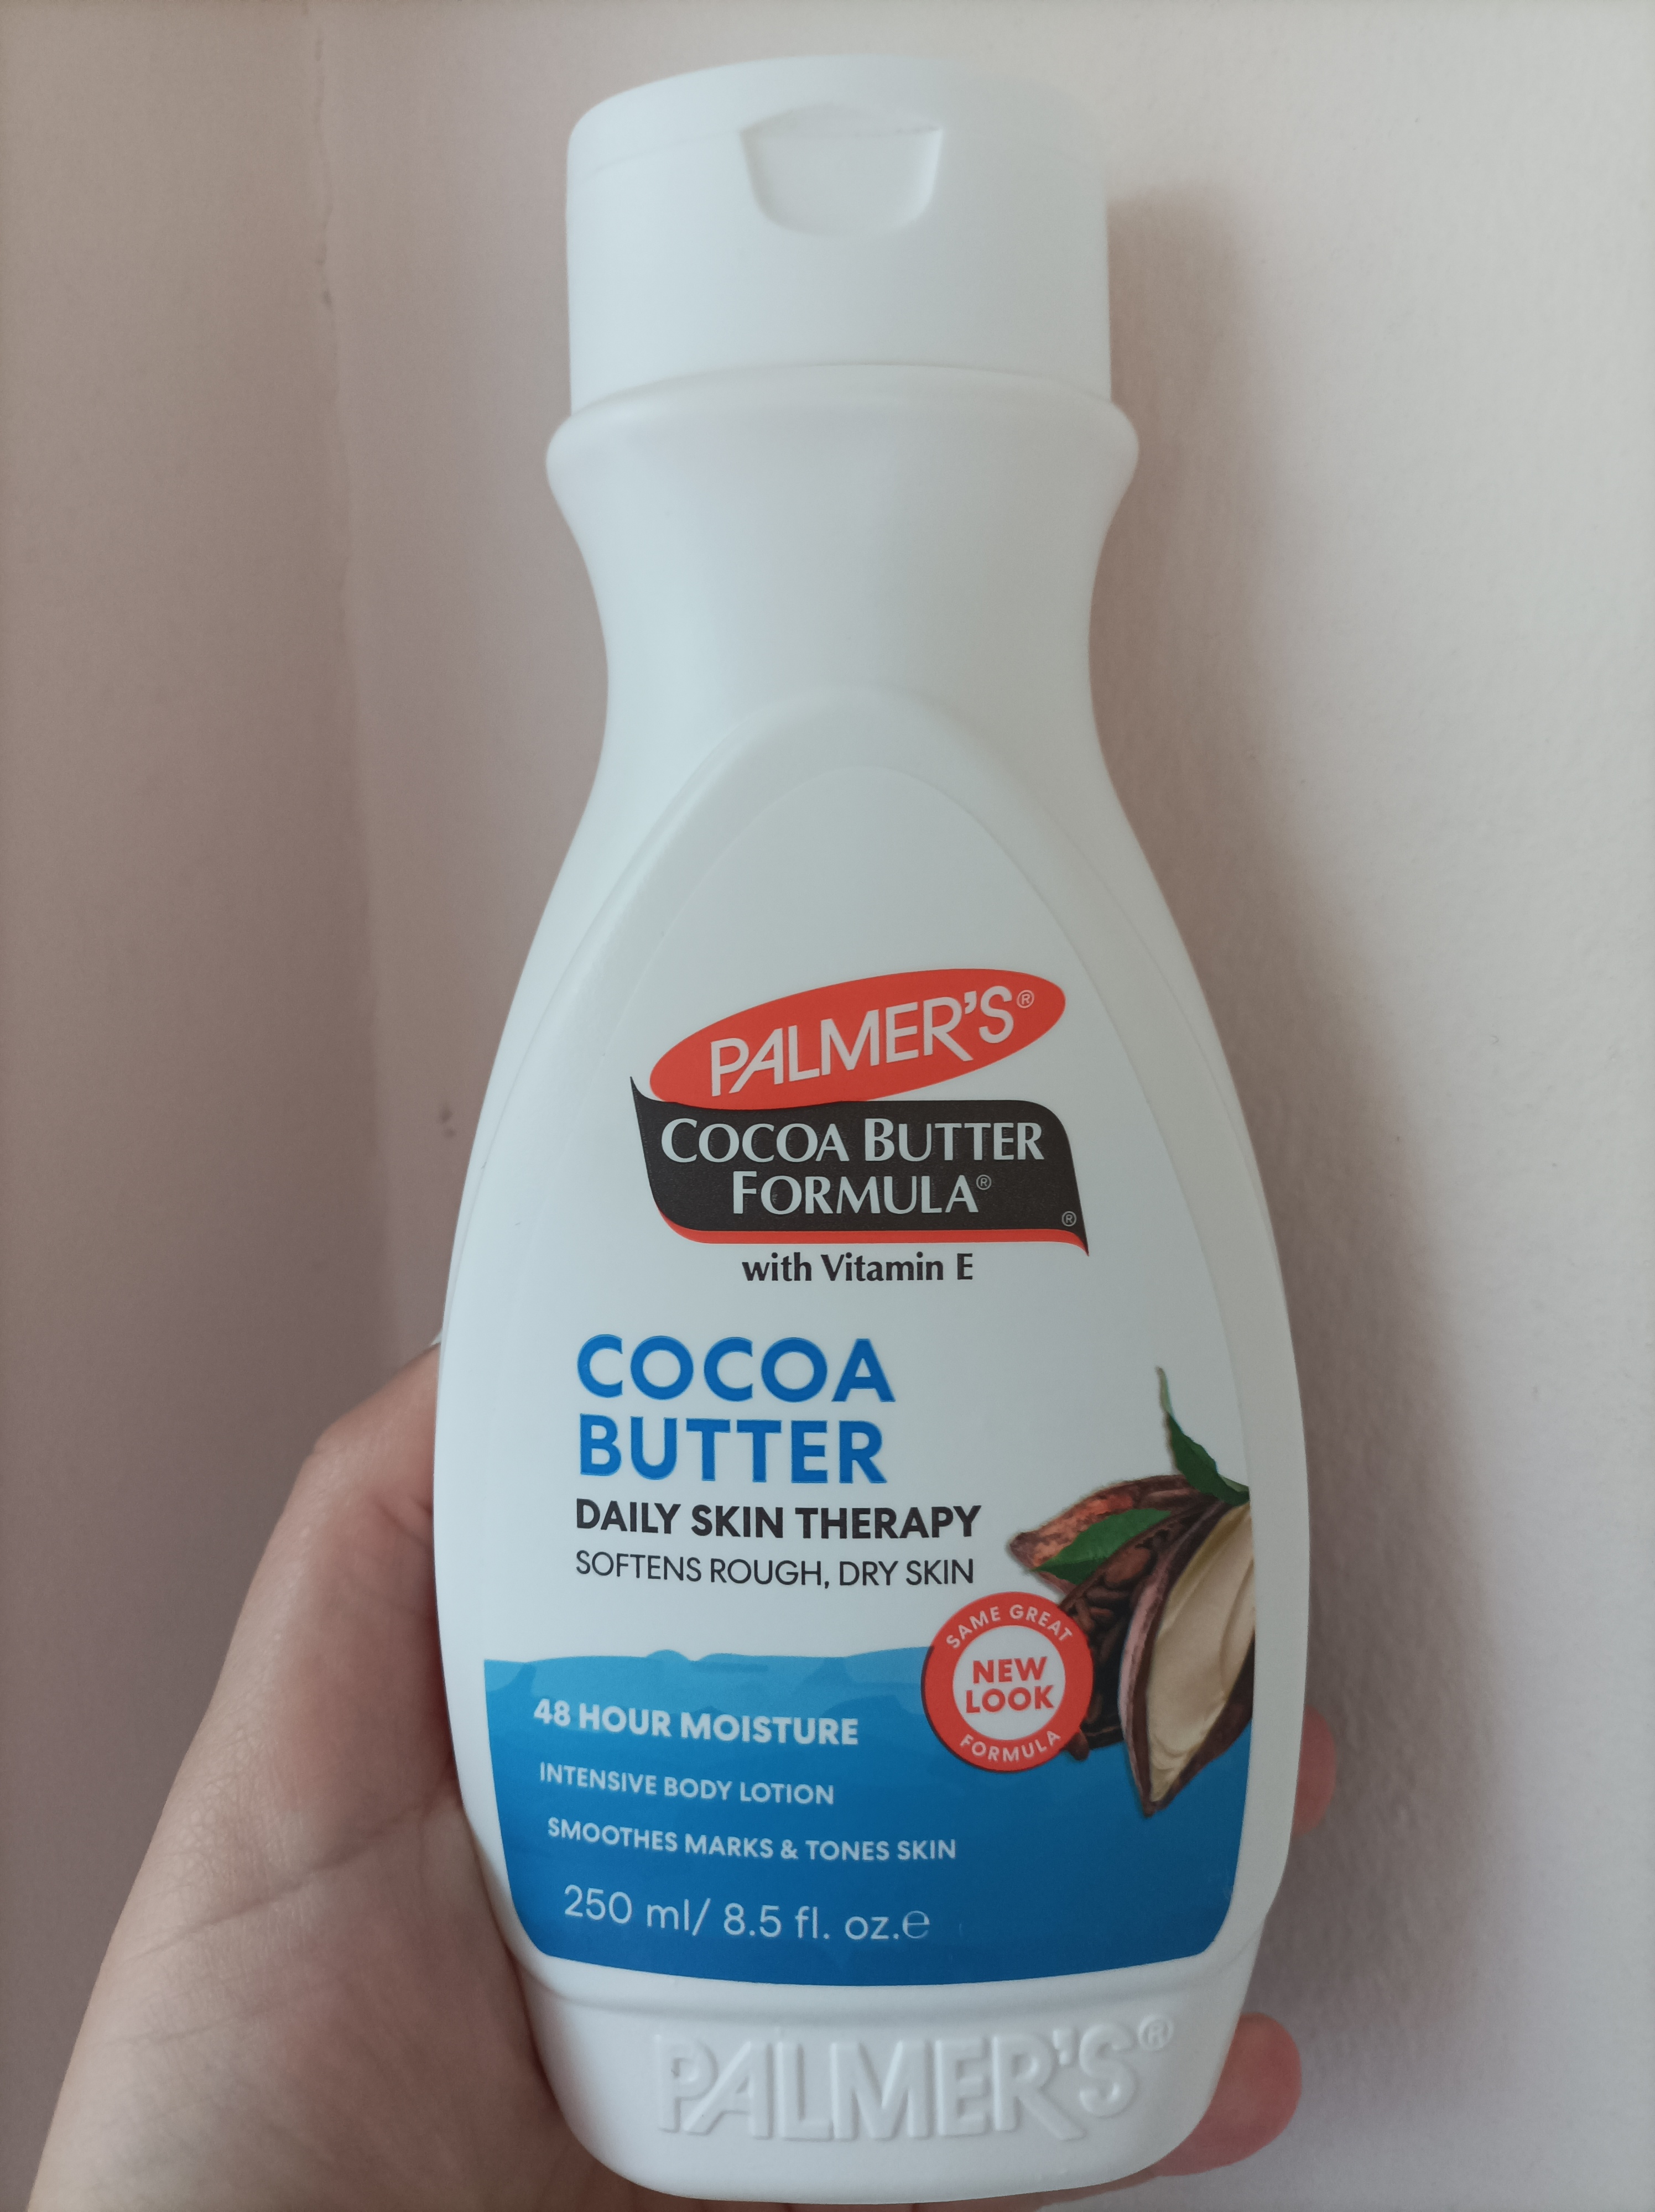 PALMER'S®
COCOA BUTTER
FORMULA®
®
with Vitamin E
COCOA
BUTTER
DAILY SKIN THERAPY
SOFTENS ROUGH, DRY SKIN
SAME GREAT
NEW
LOOK
FORMULA
48 HOUR MOISTURE
INTENSIVE BODY LOTION
SMOOTHES MARKS & TONES SKIN
250 ml/ 8.5 fl. oz.℮
PALMER'S®